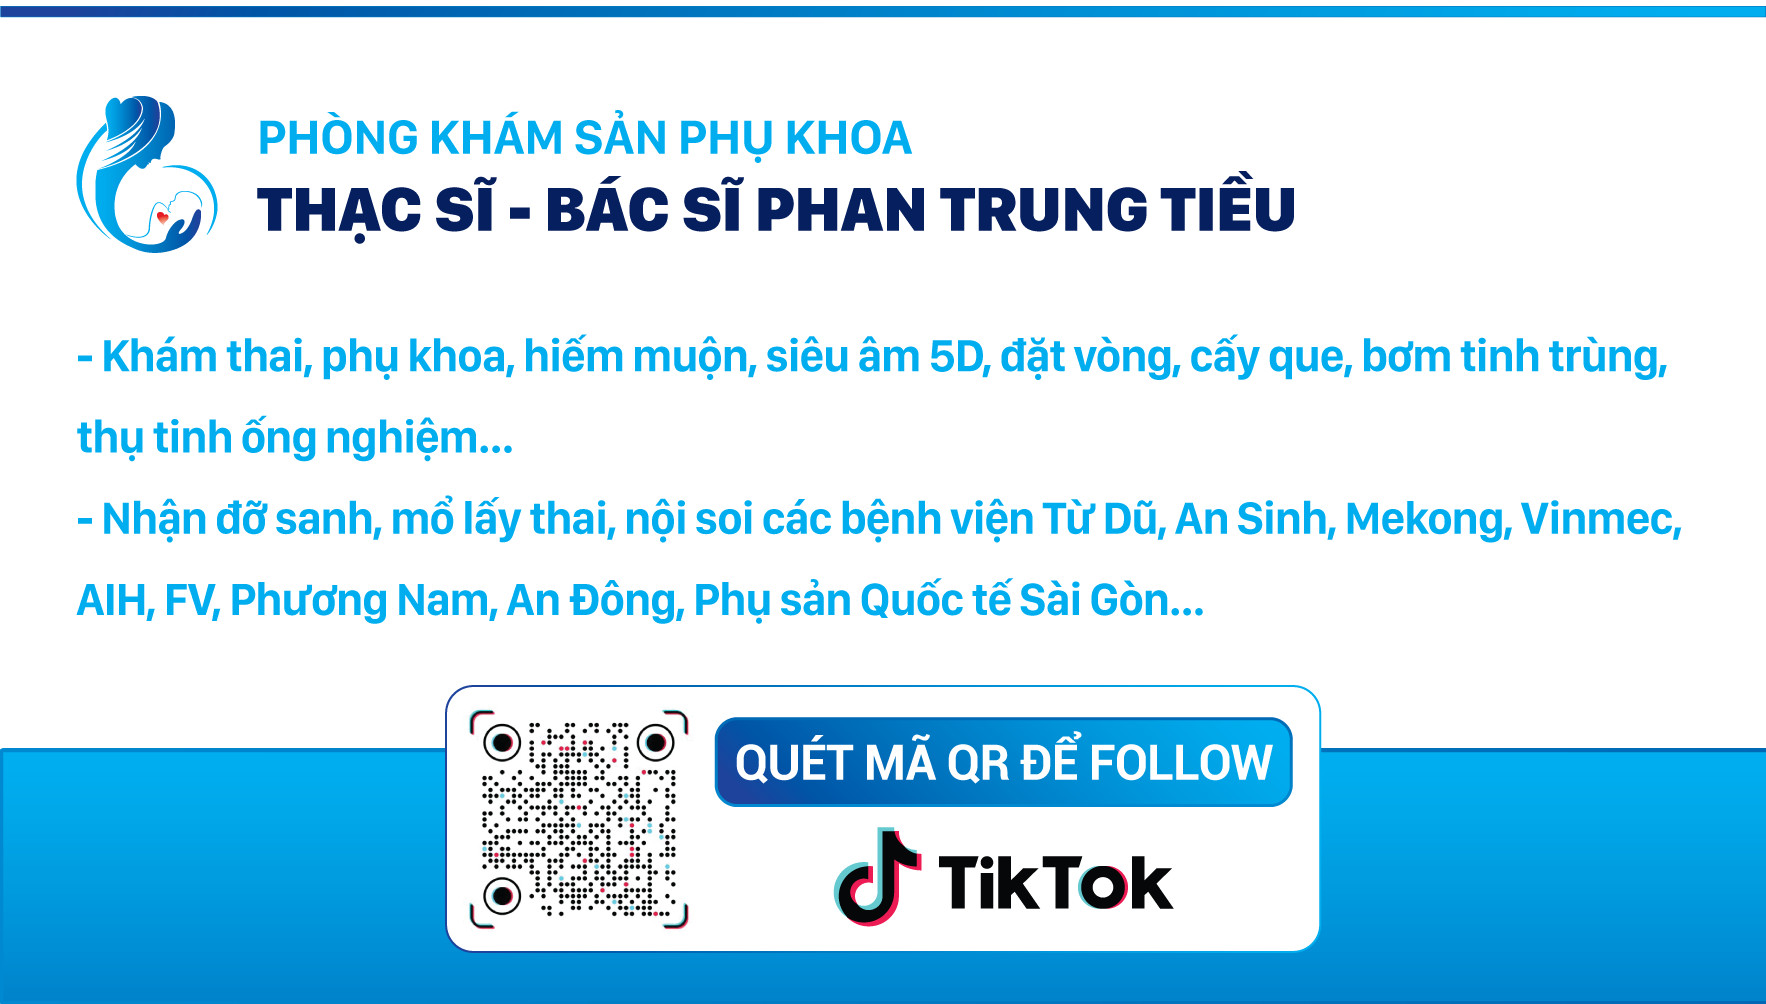 PHÒNG KHÁM SẢN PHỤ KHOA
THẠC SĨ - BÁC SĨ PHAN TRUNG TIỀU
- Khám thai, phụ khoa, hiếm muộn, siêu âm 5D, đặt vòng, cấy que, bơm tinh trùng,
thụ tinh ống nghiệm...
- Nhận đỡ sanh, mổ lấy thai, nội soi các bệnh viện Từ Dũ, An Sinh, Mekong, Vinmec,
AIH, FV, Phương Nam, An Đông, Phụ sản Quốc tế Sài Gòn...
QUÉT MÃ QR ĐỂ FOLLOW
TikTok